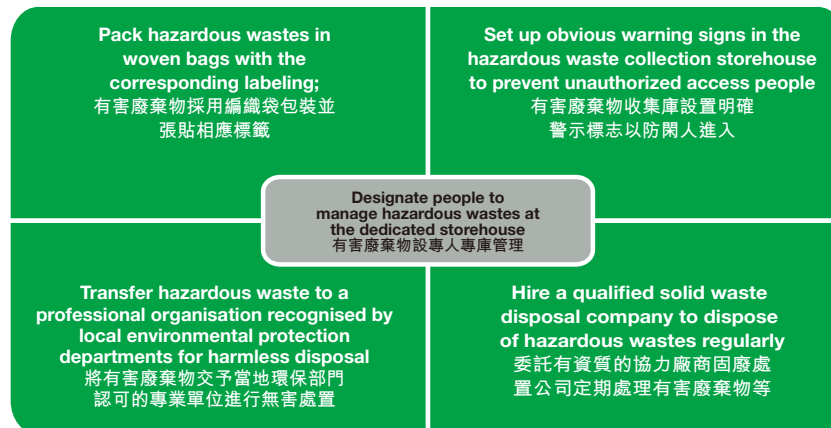 Pack hazardous wastes in
woven bags with the
corresponding labeling;
有害廢棄物採用編織袋包裝並
張貼相應標籤
Set up obvious warning signs in the
hazardous waste collection storehouse
to prevent unauthorized access people
有害廢棄物收集庫設置明確
警示標志以防閑人進入
Designate people to
manage hazardous wastes at
the dedicated storehouse
有害廢棄物設專人專庫管理
Transfer hazardous waste to a
professional organisation recognised by
local environmental protection
departments for harmless disposal
將有害廢棄物交予當地環保部門
認可的專業單位進行無害處置
Hire a qualified solid waste
disposal company to dispose
of hazardous wastes regularly
委託有資質的協力廠商固廢處
置公司定期處理有害廢棄物等